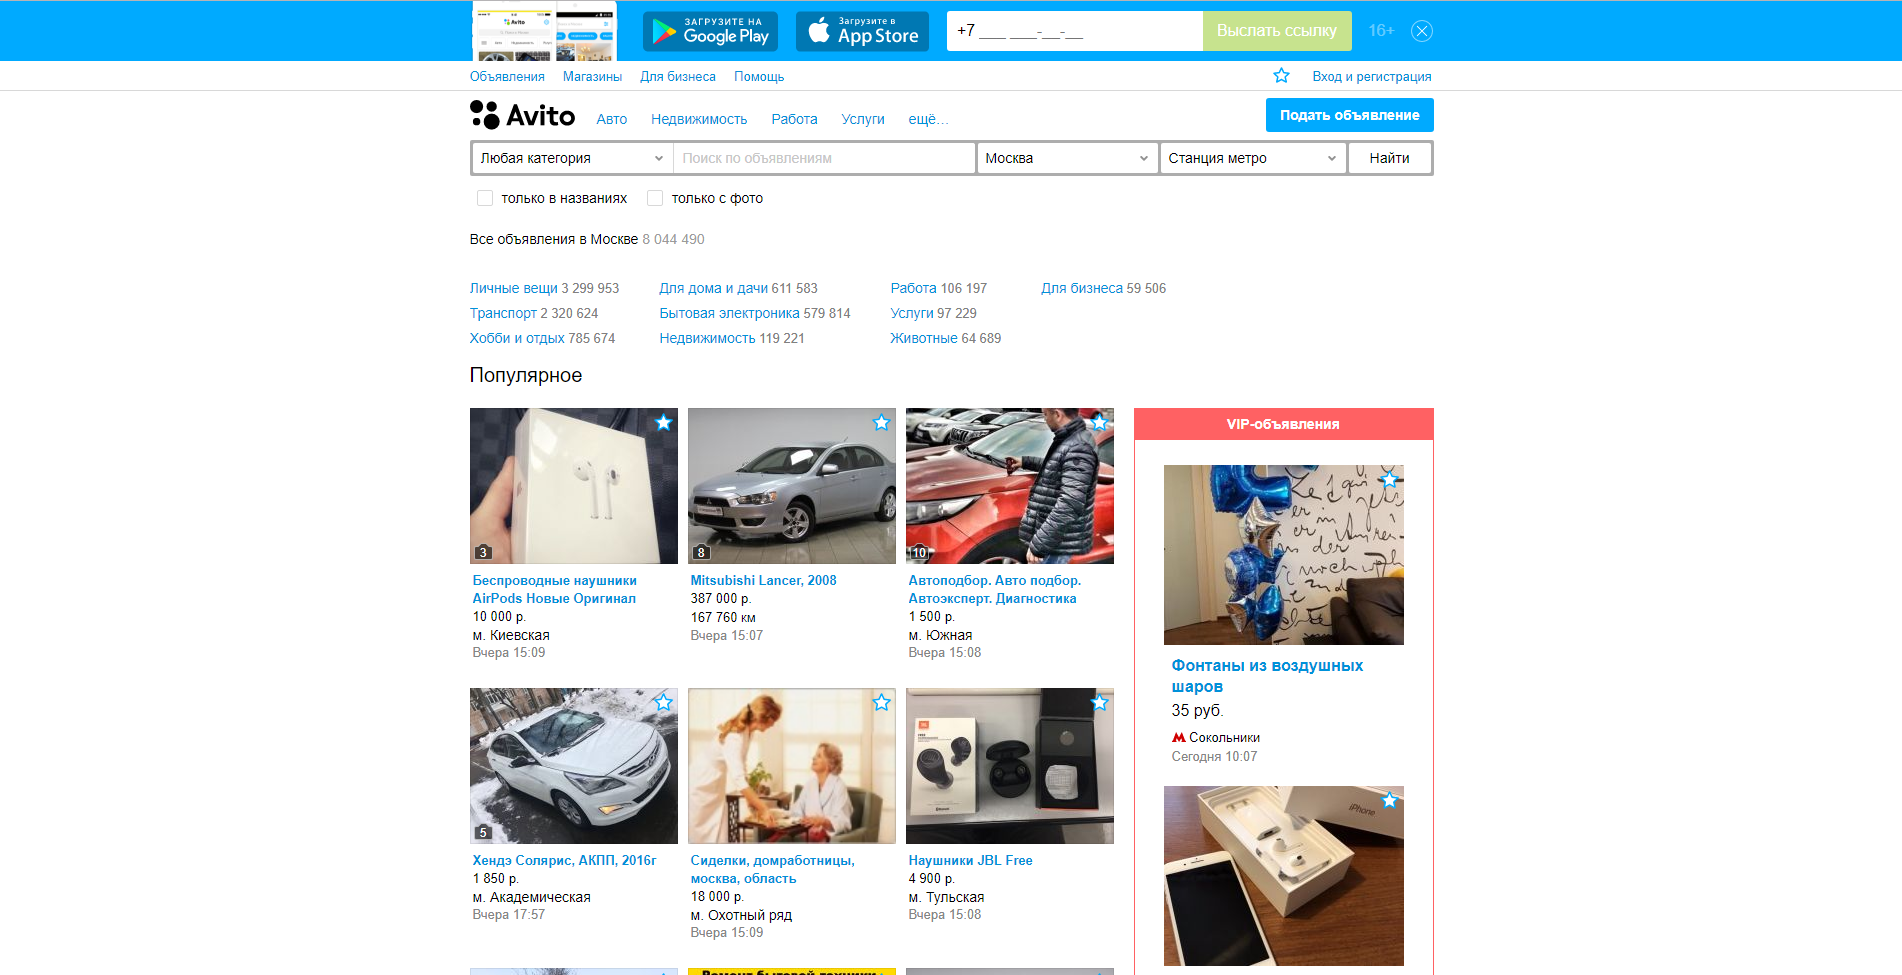 Avito
ЗАГРУЗИТЕ НА
Google Play
Загрузите в
App Store
+7 ___ ___-__-__
Выслать ссылку
16+
Объявления Магазины Для бизнеса Помощь
Вход и регистрация
Avito
Авто Недвижимость Работа Услуги ещё...
Подать объявление
Любая категория
Поиск по объявлениям
Москва
Станция метро
Найти
только в названиях только с фото
Все объявления в Москве 8 044 490
Личные вещи 3 299 953 Для дома и дачи 611 583 Работа 106 197 Для бизнеса 59 506
Транспорт 2 320 624 Бытовая электроника 579 814 Услуги 97 229
Хобби и отдых 785 674 Недвижимость 119 221 Животные 64 689
Популярное
3
Беспроводные наушники
AirPods Новые Оригинал
10 000 р.
м. Киевская
Вчера 15:09
8
Mitsubishi Lancer, 2008
387 000 р.
167 760 км
Вчера 15:07
10
Автоподбор. Авто подбор.
Автоэксперт. Диагностика
1 500 р.
м. Южная
Вчера 15:08
5
Хендэ Солярис, АКПП, 2016г
1 850 р.
м. Академическая
Вчера 17:57
Сиделки, домработницы,
москва, область
18 000 р.
м. Охотный ряд
Вчера 15:09
JBL
Наушники JBL Free
4 900 р.
м. Тульская
Вчера 15:08
Ремонт бытовой техники
VIP-объявления
Фонтаны из воздушных
шаров
35 руб.
Сокольники
Сегодня 10:07
iPhone